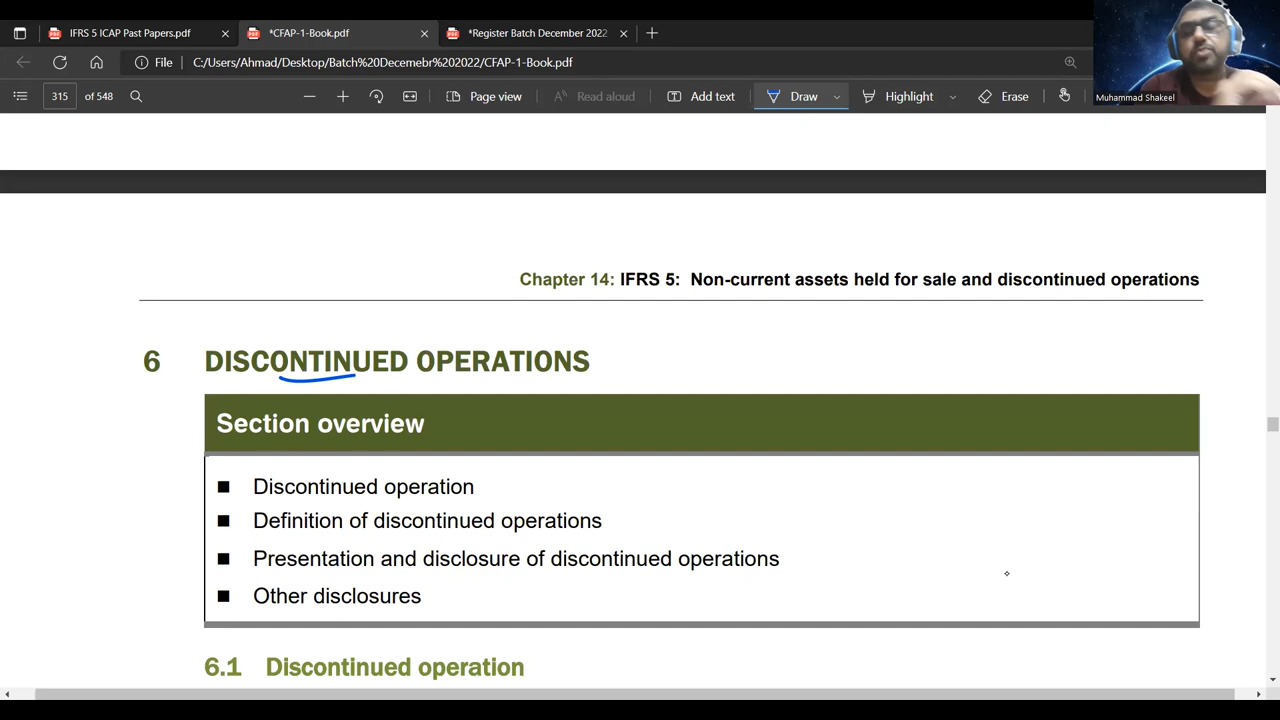 IFRS 5 ICAP Past Papers.pdf
*CFAP-1-Book.pdf
*Register Batch December 2022
File
C:/Users/Ahmad/Desktop/Batch%20Decemebr%202022/CFAP-1-Book.pdf
315 of 548
Page view
Read aloud
Add text
Draw
Highlight
Erase
Muhammad Shakeel
Chapter 14: IFRS 5: Non-current assets held for sale and discontinued operations
6 DISCONTINUED OPERATIONS
Section overview
■ Discontinued operation
■ Definition of discontinued operations
■ Presentation and disclosure of discontinued operations
■ Other disclosures
6.1 Discontinued operation